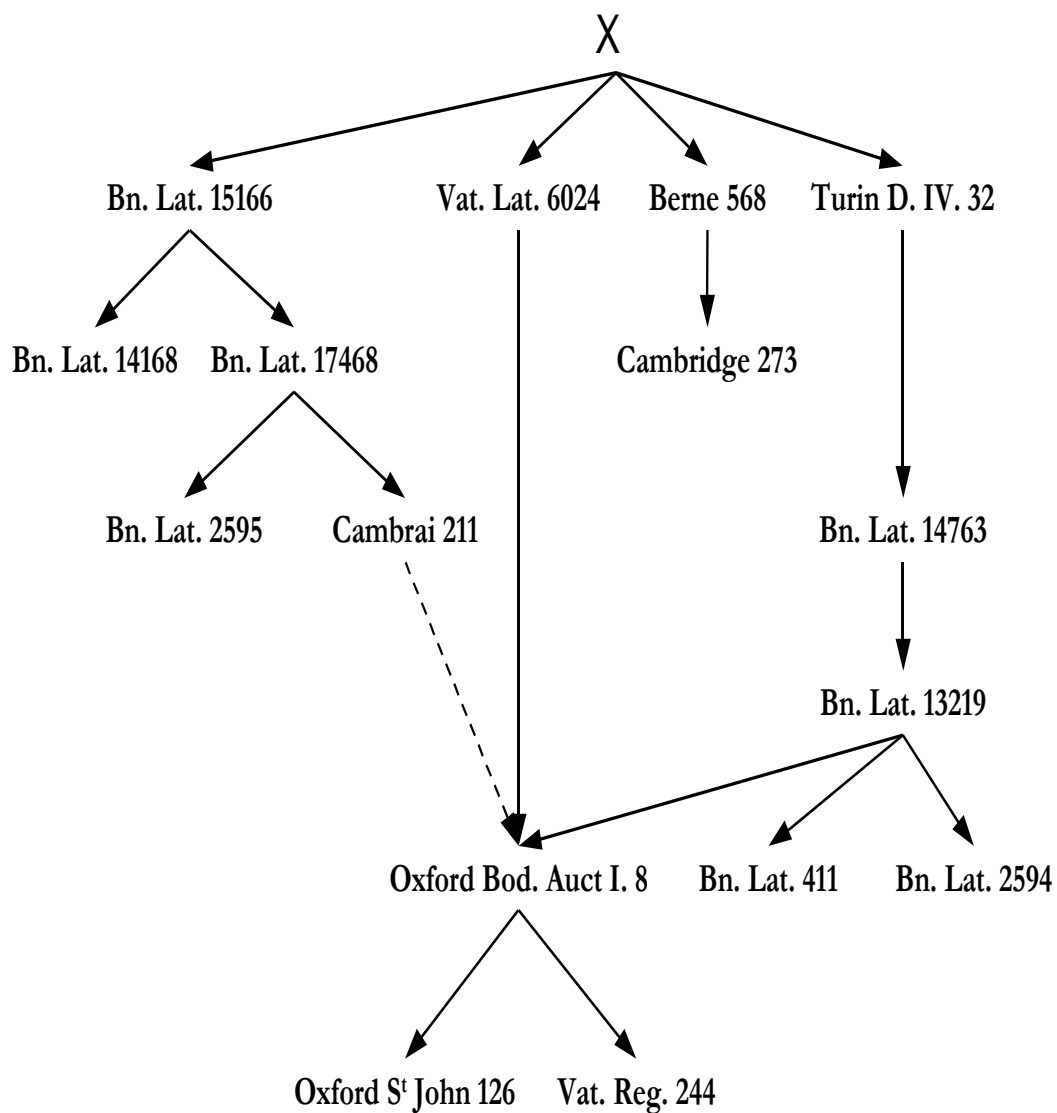 X
Bn. Lat. 15166 Vat. Lat. 6024 Berne 568 Turin D. IV. 32
Bn. Lat. 14168 Bn. Lat. 17468 Cambridge 273
Bn. Lat. 2595 Cambrai 211 Bn. Lat. 14763
Bn. Lat. 13219
Oxford Bod. Auct I. 8 Bn. Lat. 411 Bn. Lat. 2594
Oxford Sᵗ John 126 Vat. Reg. 244